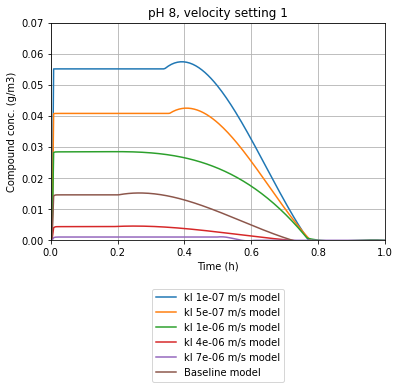 pH 8, velocity setting 1
Compound conc. (g/m3)
0.07
0.06
0.05
0.04
0.03
0.02
0.01
0.00
0.0 0.2 0.4 0.6 0.8 1.0
Time (h)
kl 1e-07 m/s model
kl 5e-07 m/s model
kl 1e-06 m/s model
kl 4e-06 m/s model
kl 7e-06 m/s model
Baseline model